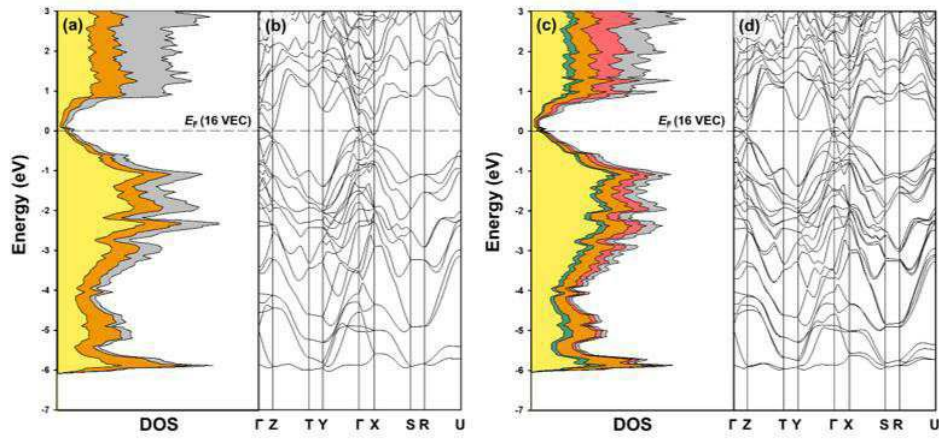 (a)
(b)
(c)
(d)
3
2
1
0
-1
-2
-3
-4
-5
-6
-7
Energy (eV)
E_F (16 VEC)
DOS
Γ Z T Y Γ X S R U
3
2
1
0
-1
-2
-3
-4
-5
-6
-7
Energy (eV)
E_F (16 VEC)
DOS
Γ Z T Y Γ X S R U